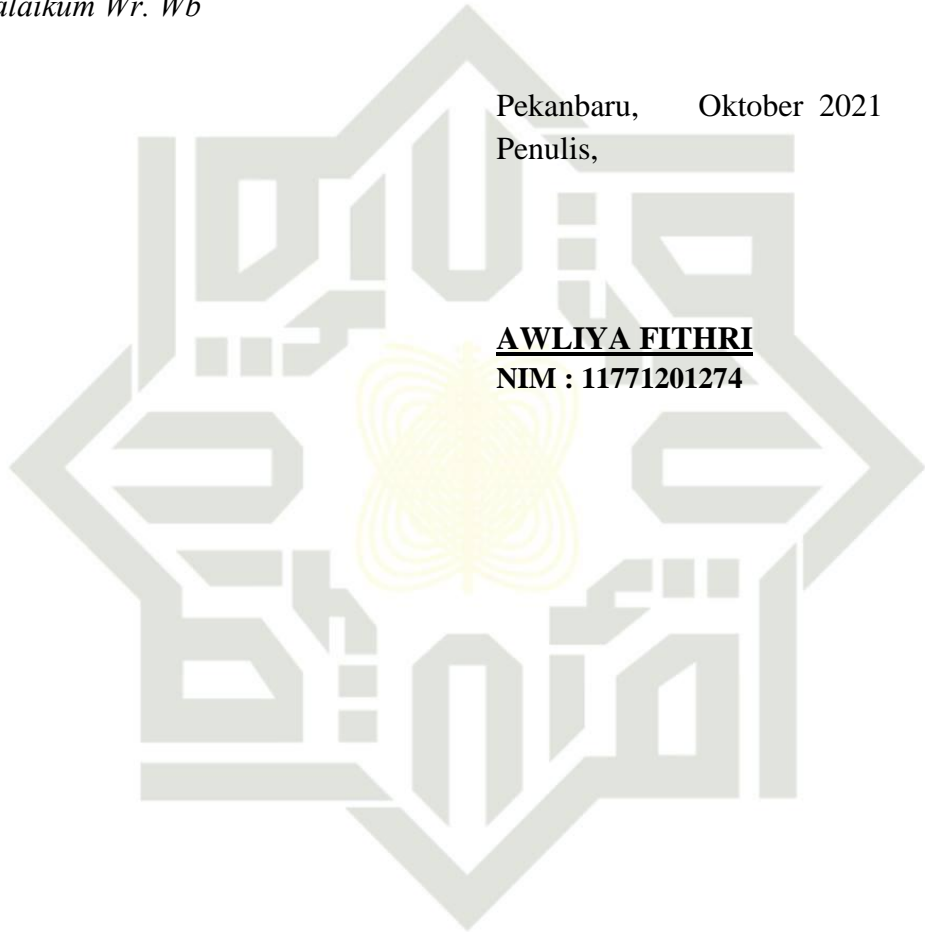 alaikum Wr. Wb
Pekanbaru, Oktober 2021
Penulis,
AWLIYA FITHRI
NIM : 11771201274